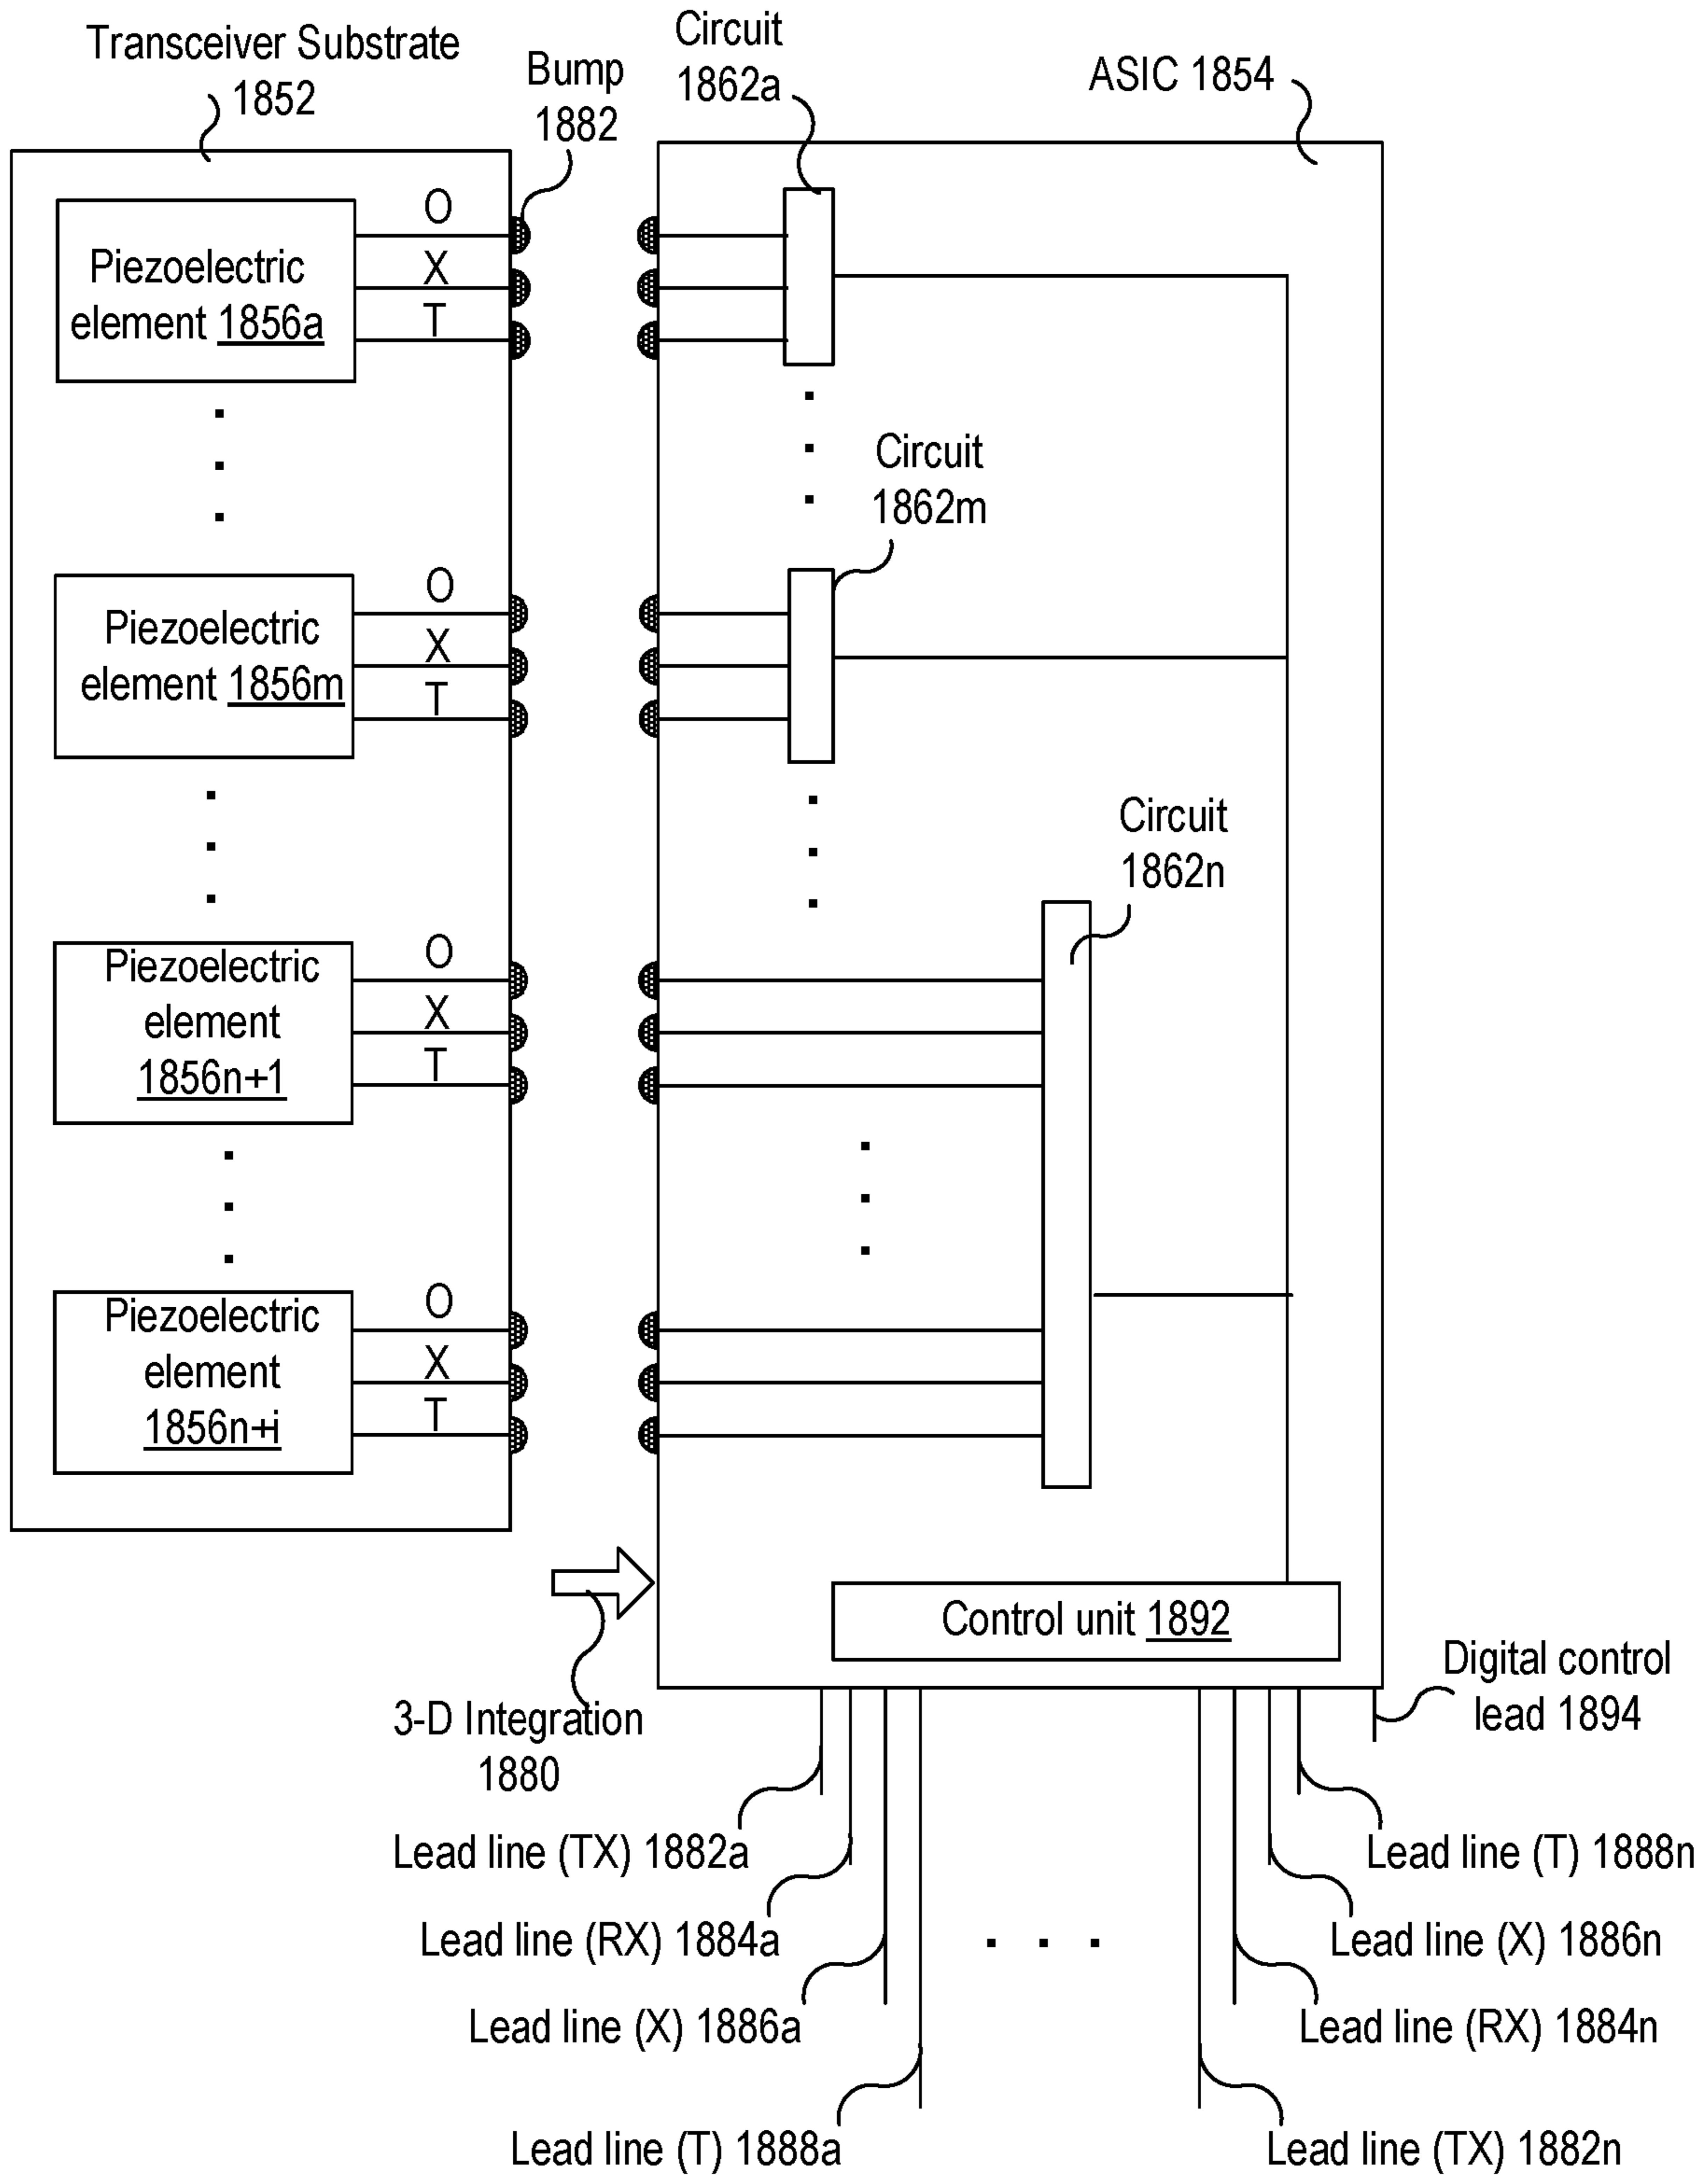 Transceiver Substrate
1852
Bump
1882
Circuit
1862a
ASIC 1854
O
X
T
Piezoelectric
element 1856a
Circuit
1862m
O
X
T
Piezoelectric
element 1856m
Circuit
1862n
O
X
T
Piezoelectric
element
1856n+1
O
X
T
Piezoelectric
element
1856n+i
Control unit 1892
3-D Integration
1880
Digital control
lead 1894
Lead line (TX) 1882a
Lead line (T) 1888n
Lead line (RX) 1884a
Lead line (X) 1886n
Lead line (X) 1886a
Lead line (RX) 1884n
Lead line (T) 1888a
Lead line (TX) 1882n